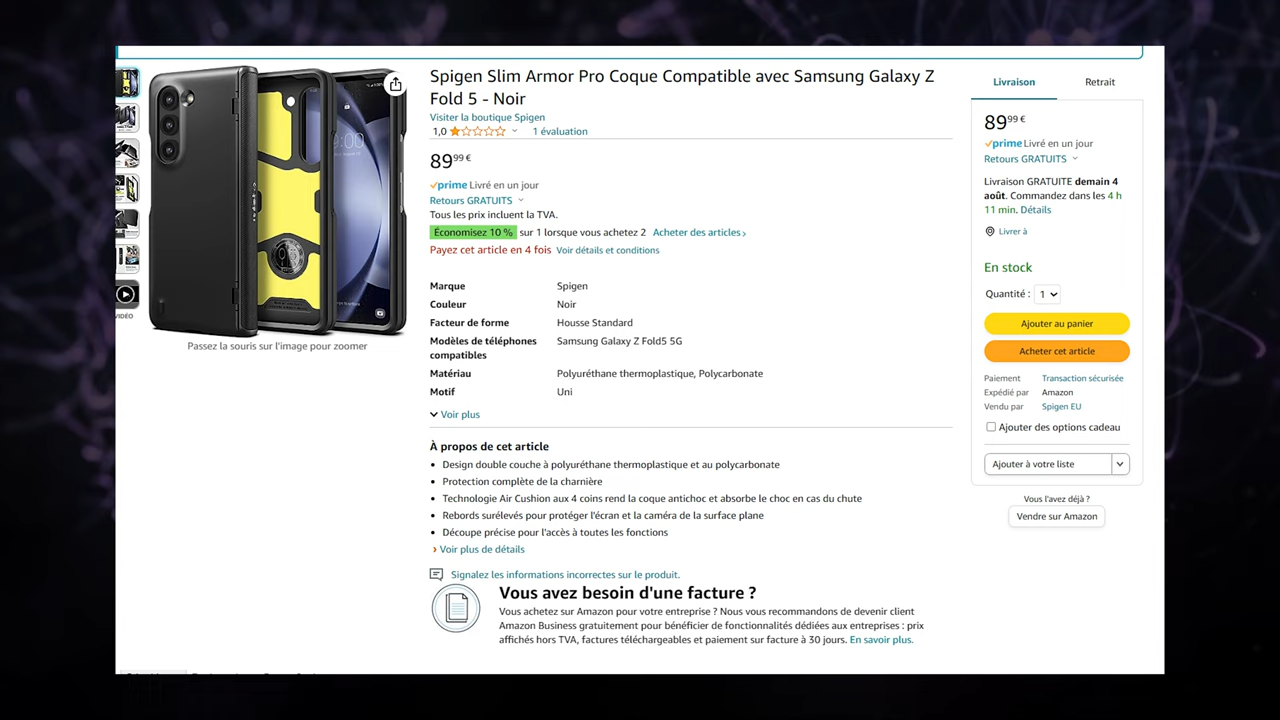 Spigen Slim Armor Pro Coque Compatible avec Samsung Galaxy Z
Fold 5 - Noir
Visiter la boutique Spigen
1,0
1 évaluation
89,99 €
prime Livré en un jour
Retours GRATUITS
Tous les prix incluent la TVA.
Économisez 10 % sur 1 lorsque vous achetez 2 Acheter des articles ›
Payez cet article en 4 fois Voir détails et conditions
Marque Spigen
Couleur Noir
Facteur de forme Housse Standard
Modèles de téléphones Samsung Galaxy Z Fold5 5G
compatibles
Matériau Polyuréthane thermoplastique, Polycarbonate
Motif Uni
Voir plus
À propos de cet article
• Design double couche à polyuréthane thermoplastique et au polycarbonate
• Protection complète de la charnière
• Technologie Air Cushion aux 4 coins rend la coque antichoc et absorbe le choc en cas du chute
• Rebords surélevés pour protéger l'écran et la caméra de la surface plane
• Découpe précise pour l'accès à toutes les fonctions
› Voir plus de détails
Signalez les informations incorrectes sur le produit.
Vous avez besoin d'une facture ?
Vous achetez sur Amazon pour votre entreprise ? Nous vous recommandons de devenir client
Amazon Business gratuitement pour bénéficier de fonctionnalités dédiées aux entreprises : prix
affichés hors TVA, factures téléchargeables et paiement sur facture à 30 jours. En savoir plus.
VIDÉO
Passez la souris sur l'image pour zoomer
Livraison Retrait
89,99 €
prime Livré en un jour
Retours GRATUITS
Livraison GRATUITE demain 4
août. Commandez dans les 4 h
11 min. Détails
Livrer à
En stock
Quantité : 1
Ajouter au panier
Acheter cet article
Paiement Transaction sécurisée
Expédié par Amazon
Vendu par Spigen EU
Ajouter des options cadeau
Ajouter à votre liste
Vous l'avez déjà ?
Vendre sur Amazon